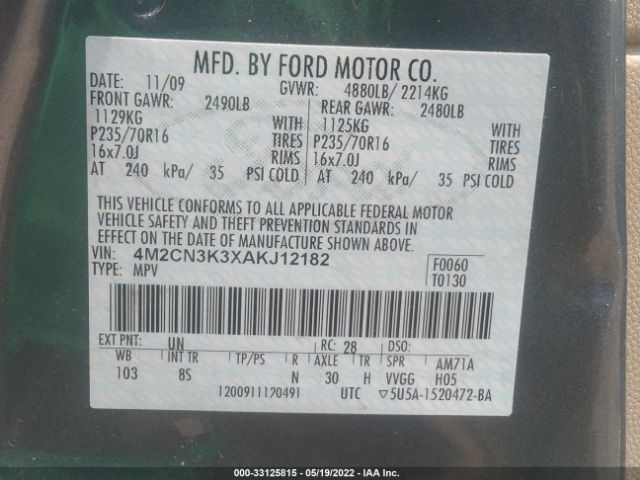 MFD. BY FORD MOTOR CO.
DATE: 11/09 GVWR: 4880LB/ 2214KG
FRONT GAWR: 2490LB REAR GAWR: 2480LB
1129KG WITH 1125KG WITH
P235/70R16 TIRES P235/70R16 TIRES
16x7.0J RIMS 16x7.0J RIMS
AT 240 kPa/ 35 PSI COLD AT 240 kPa/ 35 PSI COLD
THIS VEHICLE CONFORMS TO ALL APPLICABLE FEDERAL MOTOR
VEHICLE SAFETY AND THEFT PREVENTION STANDARDS IN
EFFECT ON THE DATE OF MANUFACTURE SHOWN ABOVE.
VIN: 4M2CN3K3XAKJ12182 F0060
TYPE: MPV T0130
EXT PNT: UN RC: 28 DSO:
WB INT TR TP/PS R AXLE TR SPR AM71A
103 8S N 30 H VVGG H05
1200911120491 UTC ▽5U5A-1520472-BA
000-33125815 - 05/19/2022 - IAA Inc.